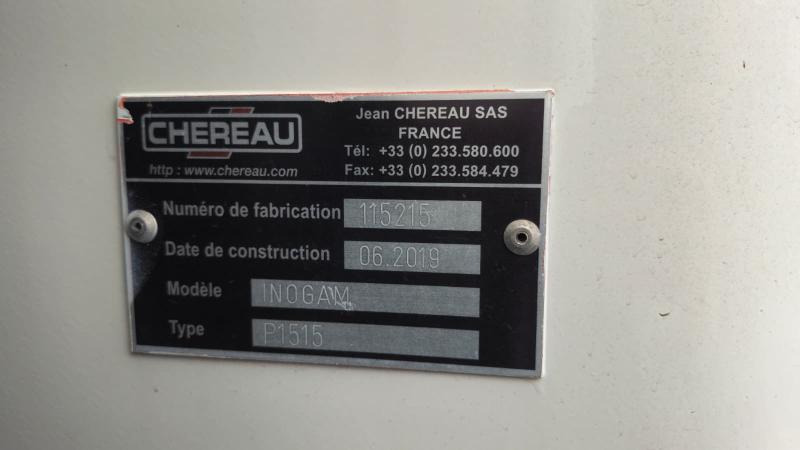 CHEREAU
http : www.chereau.com
Jean CHEREAU SAS
FRANCE
Tél: +33 (0) 233.580.600
Fax: +33 (0) 233.584.479
Numéro de fabrication 115215
Date de construction 06.2019
Modèle INOGAM
Type P1515